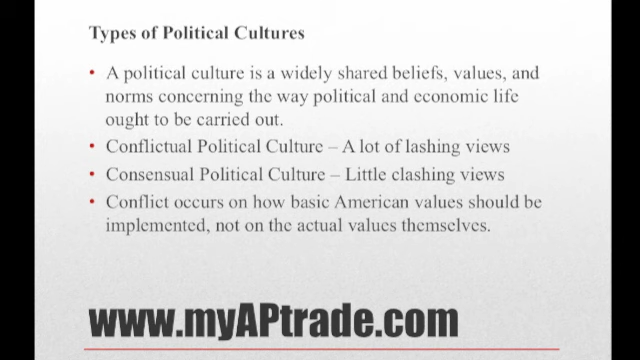 Types of Political Cultures
• A political culture is a widely shared beliefs, values, and
norms concerning the way political and economic life
ought to be carried out.
• Conflictual Political Culture – A lot of lashing views
• Consensual Political Culture – Little clashing views
• Conflict occurs on how basic American values should be
implemented, not on the actual values themselves.
www.myAPtrade.com